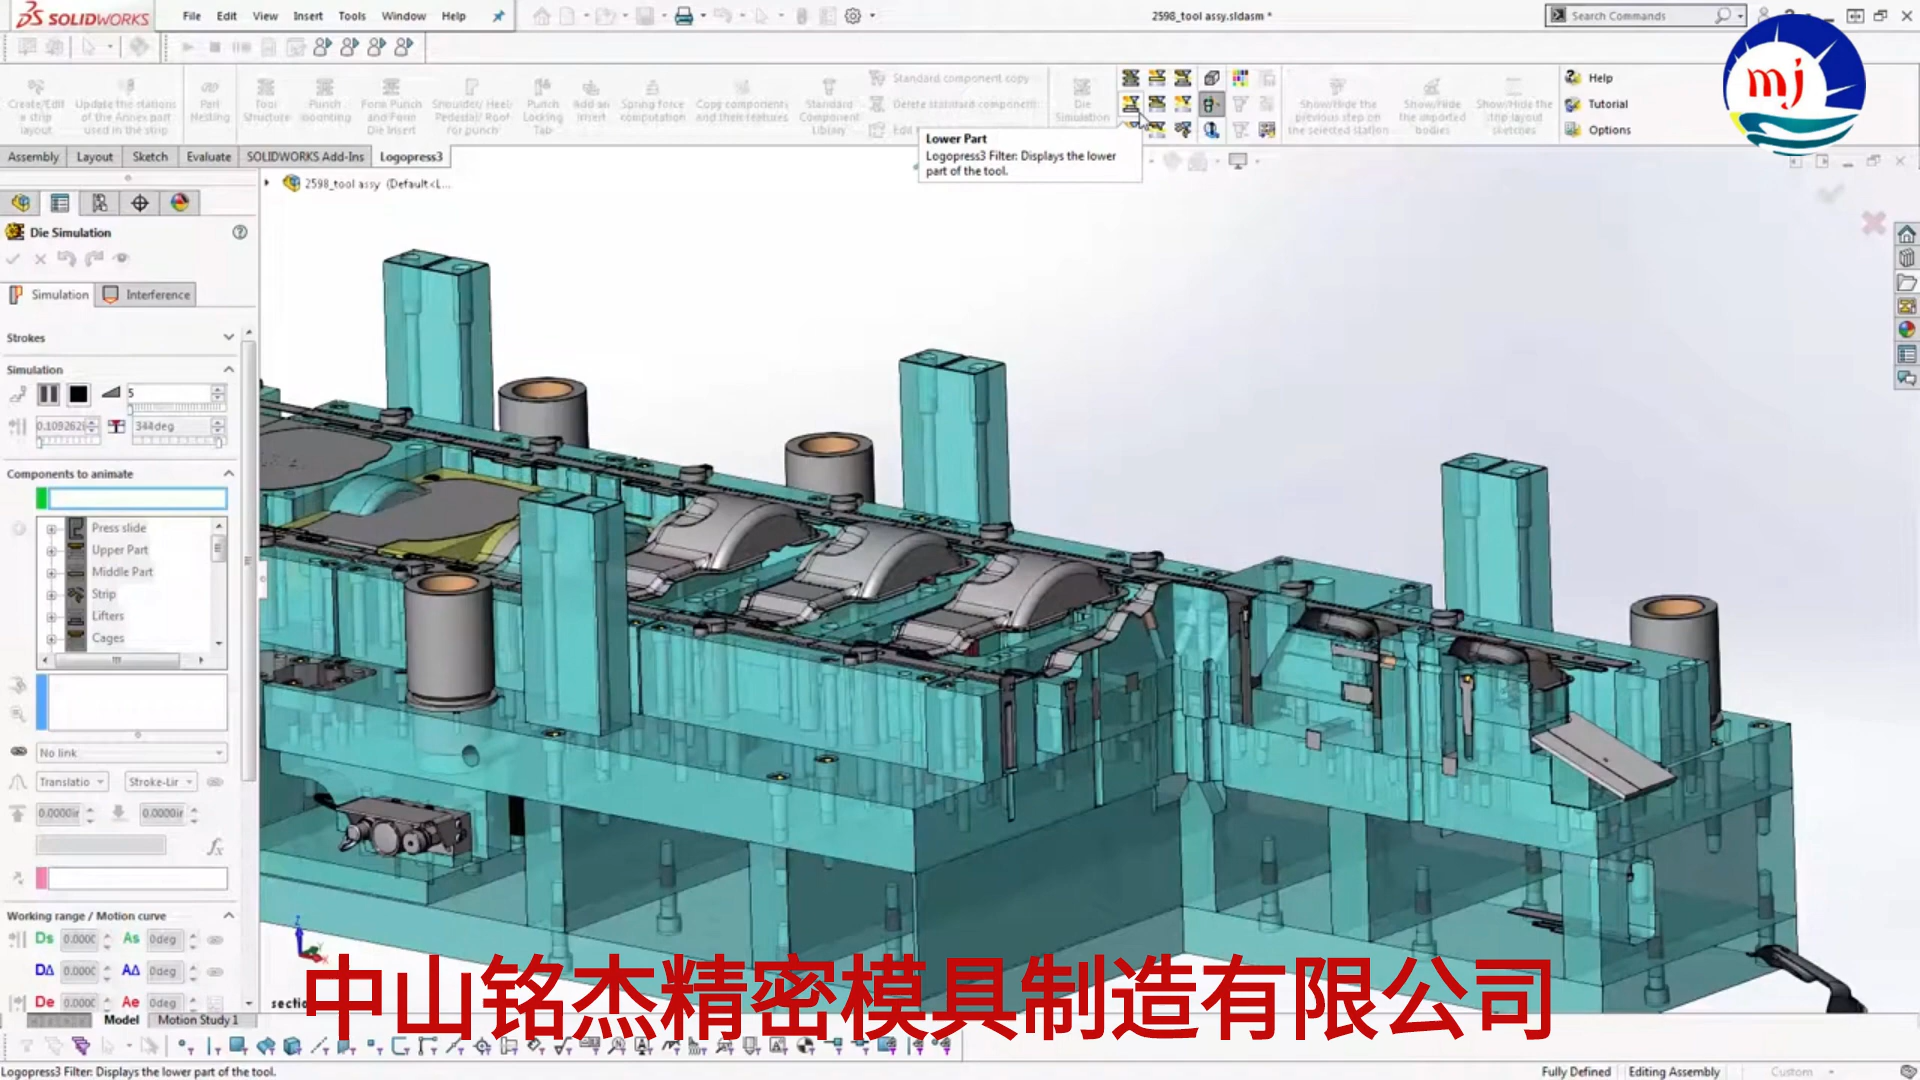 SOLIDWORKS
File Edit View Insert Tools Window Help
2598_tool assy.sldasm *
Search Commands
mj
Create/Edit a strip layout
Update the stations of the Annex part used in the strip
Part Nesting
Tool Structure
Punch mounting
Form Punch and Form Die Insert
Shoulder/ Heel/ Pedestal/ Roof for punch
Punch Locking Tab
Add an Insert
Spring force computation
Copy components and their features
Standard Component Library
Standard component copy
Delete standard component
Die Simulation
Show/Hide the previous step on the selected station
Show/Hide the imported bodies
Show/Hide the strip layout sketches
Help
Tutorial
Options
Lower Part
Logopress3 Filter: Displays the lower part of the tool.
Assembly Layout Sketch Evaluate SOLIDWORKS Add-Ins Logopress3
2598_tool assy (Default<L...
Die Simulation
Simulation Interference
Strokes
Simulation
5
344deg
Components to animate
Press slide
Upper Part
Middle Part
Strip
Lifters
Cages
No link
Translatio Stroke-Lir
0.0000ir 0.0000ir
Working range / Motion curve
Ds 0.000C As 0deg
DΔ 0.000C AΔ 0deg
De 0.000C Ae 0deg
Model Motion Study 1
中山铭杰精密模具制造有限公司
Logopress3 Filter: Displays the lower part of the tool.
Fully Defined Editing Assembly Custom